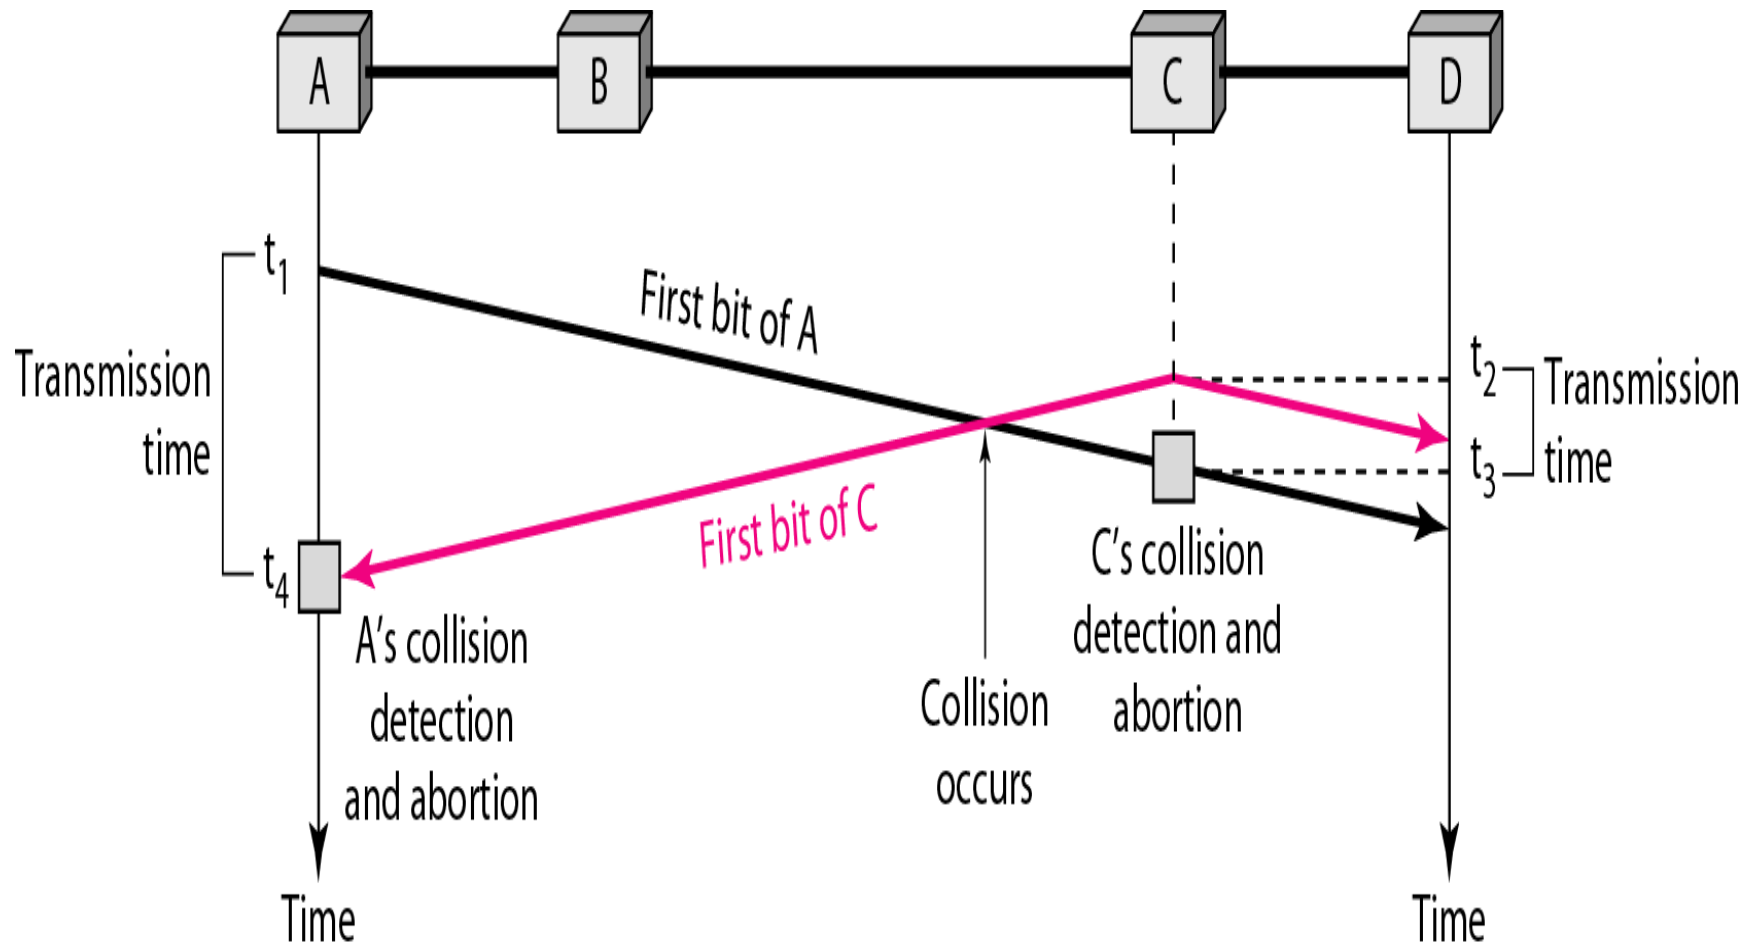 A
B
C
D
t1
First bit of A
t2
Transmission
time
Transmission
time
t3
First bit of C
t4
C’s collision
detection and
abortion
A’s collision
detection
and abortion
Collision
occurs
Time
Time